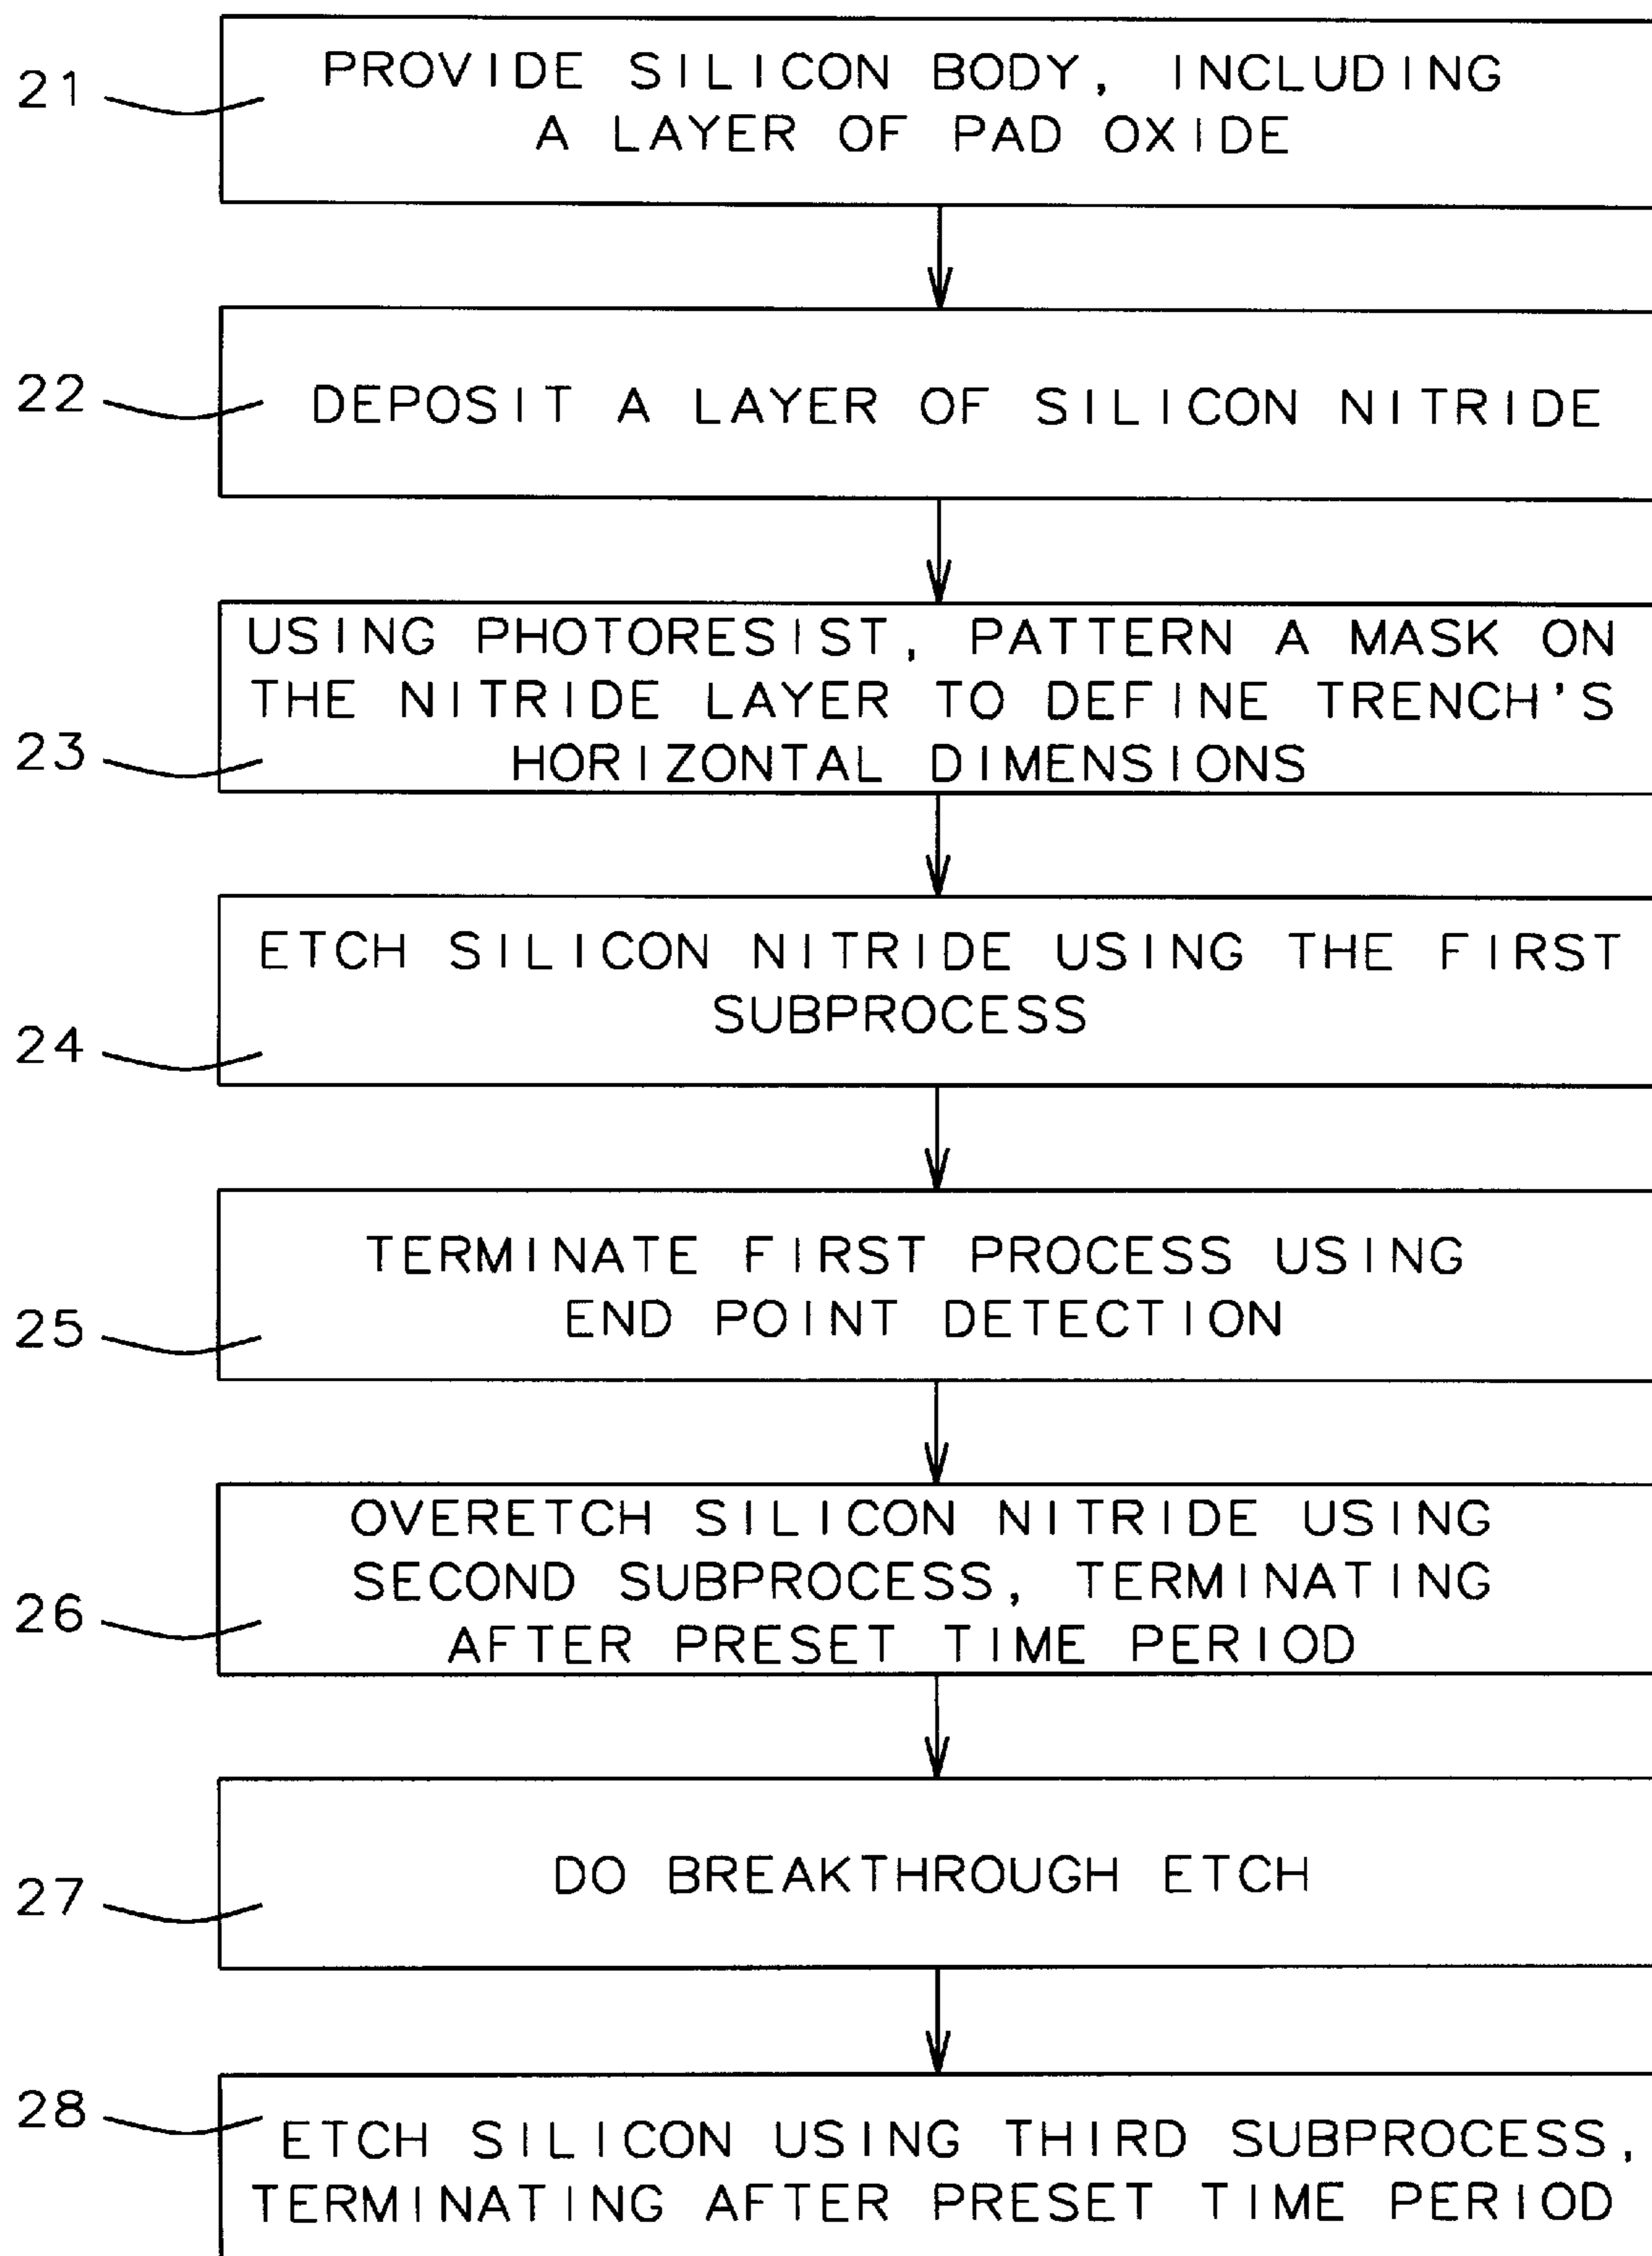 21
PROVIDE SILICON BODY, INCLUDING
A LAYER OF PAD OXIDE
22
DEPOSIT A LAYER OF SILICON NITRIDE
USING PHOTORESIST, PATTERN A MASK ON
THE NITRIDE LAYER TO DEFINE TRENCH'S
HORIZONTAL DIMENSIONS
23
ETCH SILICON NITRIDE USING THE FIRST
SUBPROCESS
24
TERMINATE FIRST PROCESS USING
END POINT DETECTION
25
OVERETCH SILICON NITRIDE USING
SECOND SUBPROCESS, TERMINATING
AFTER PRESET TIME PERIOD
26
DO BREAKTHROUGH ETCH
27
28
ETCH SILICON USING THIRD SUBPROCESS,
TERMINATING AFTER PRESET TIME PERIOD